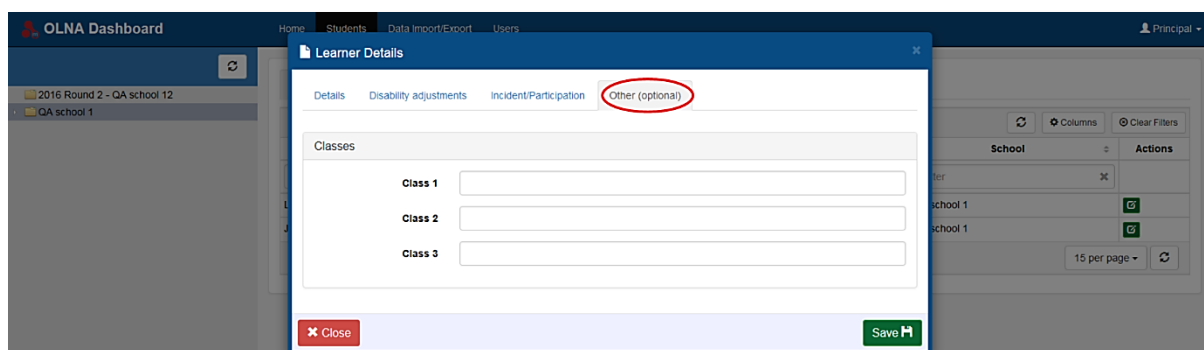 OLNA Dashboard
Home Students Data Import/Export Users
Principal
Learner Details
2016 Round 2 - QA school 12
QA school 1
Details Disability adjustments Incident/Participation Other (optional)
Columns Clear Filters
Classes
School Actions
Class 1
school 1
Class 2
school 1
Class 3
15 per page
Close Save